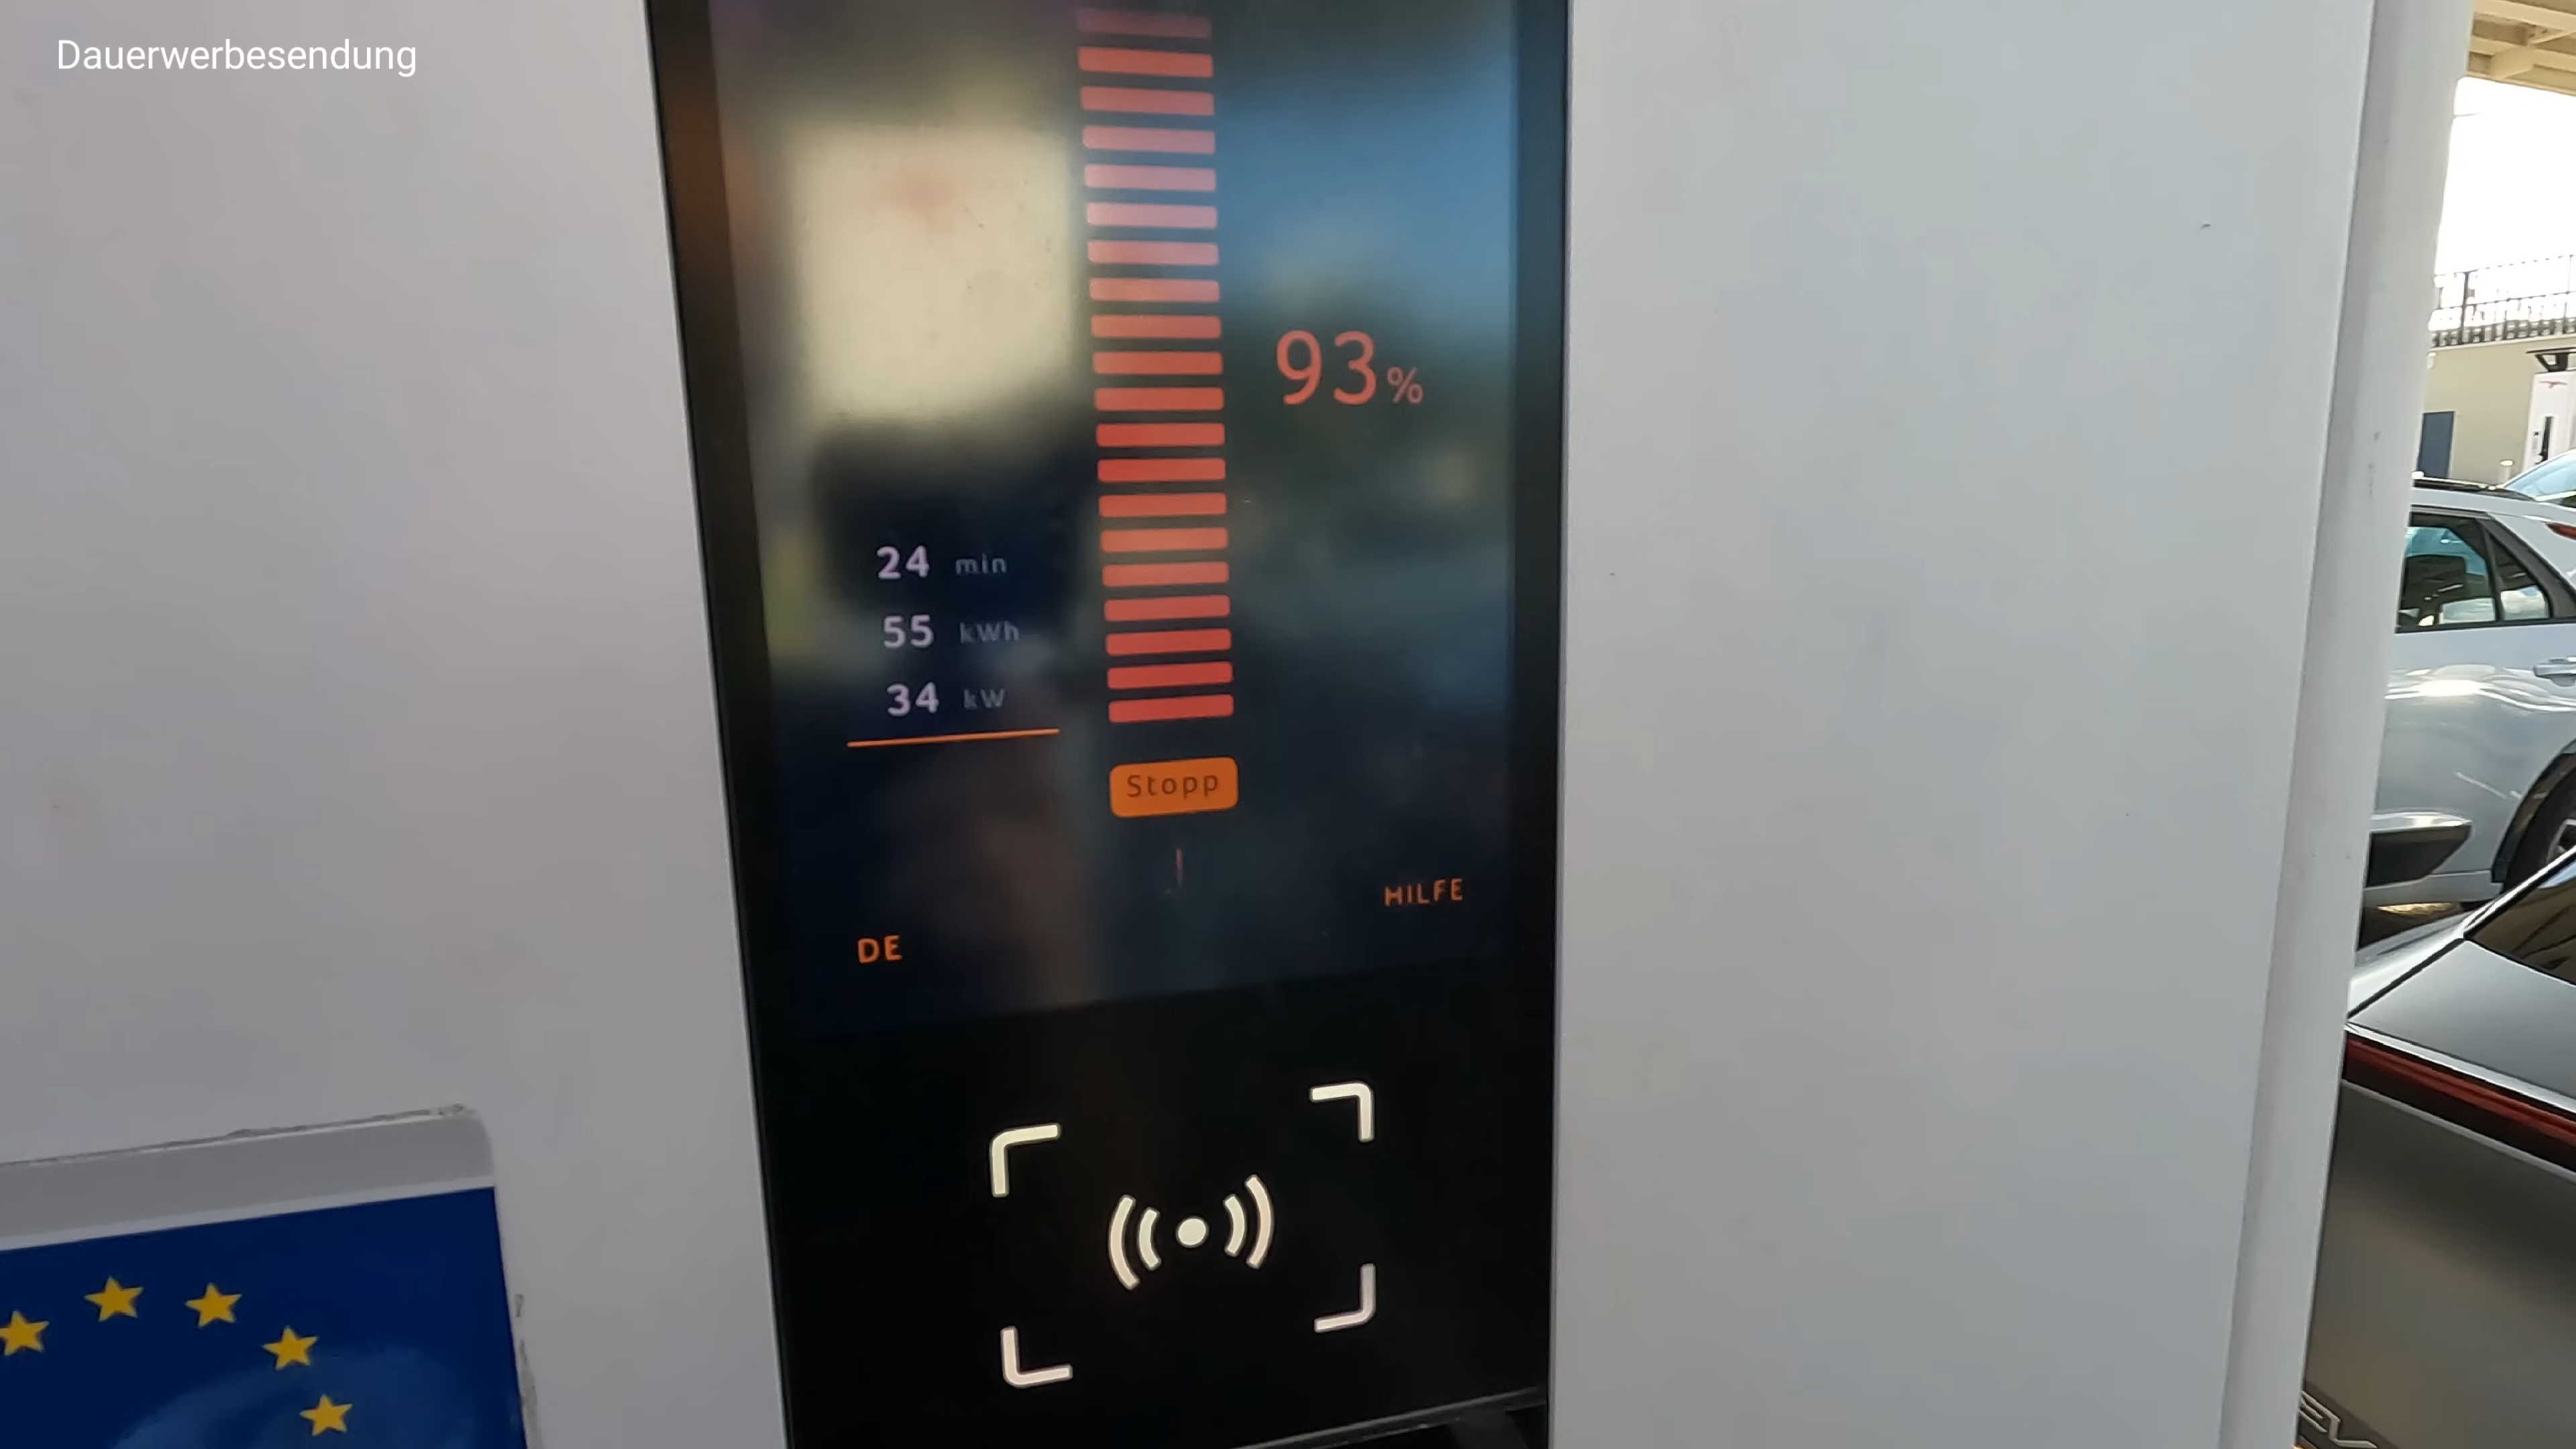 Dauerwerbesendung
93%
24 min
55 kWh
34 kW
Stopp
HILFE
DE